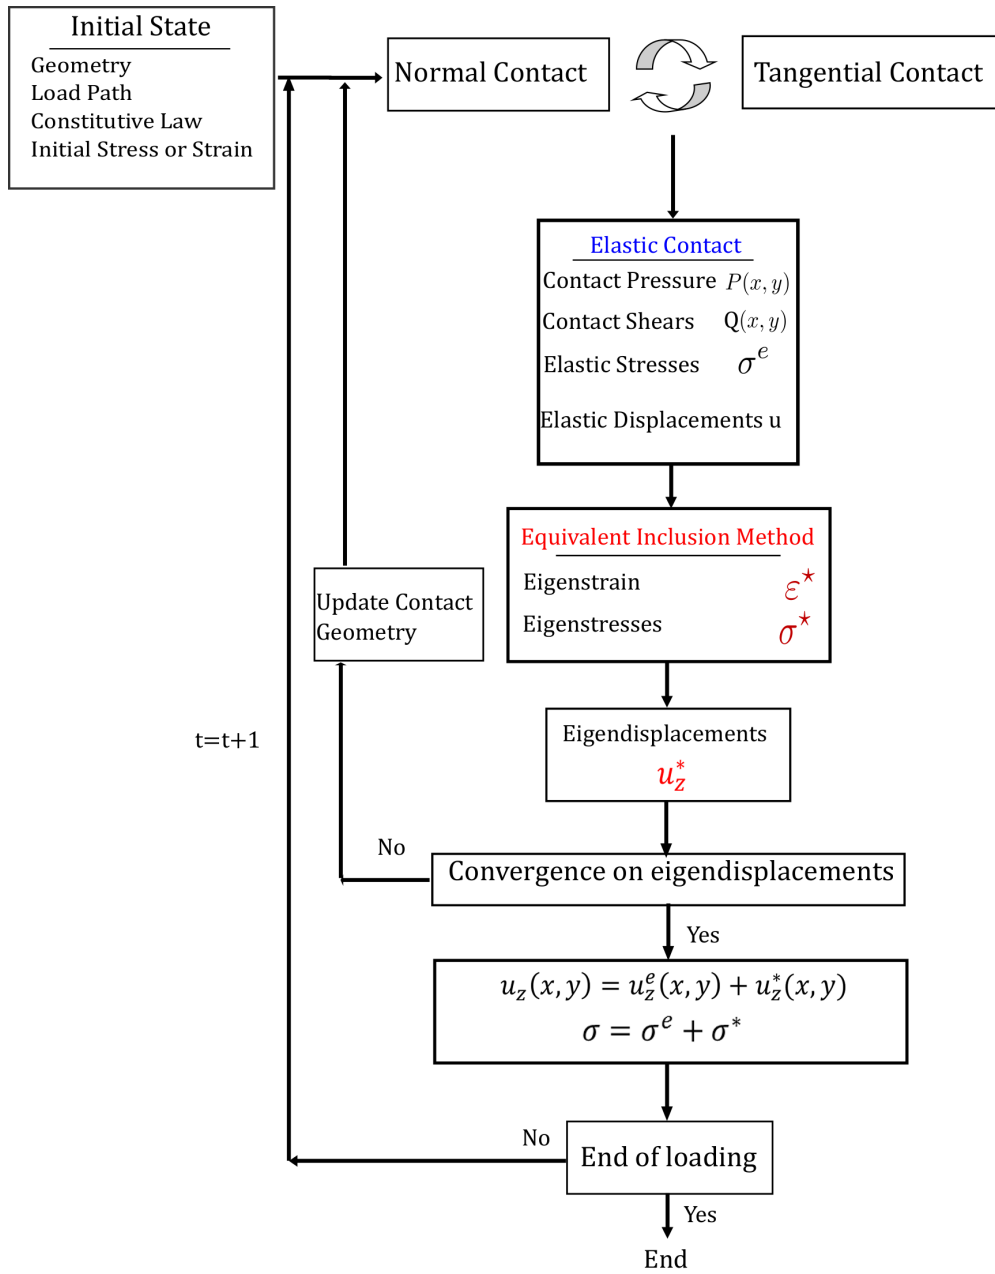 Initial State
Geometry
Load Path
Constitutive Law
Initial Stress or Strain
Normal Contact
Tangential Contact
Elastic Contact
Contact Pressure P(x, y)
Contact Shears Q(x, y)
Elastic Stresses σ^e
Elastic Displacements u
Equivalent Inclusion Method
Eigenstrain ε^⋆
Eigenstresses σ^⋆
Update Contact
Geometry
Eigendisplacements
u_z^*
t=t+1
No
Convergence on eigendisplacements
Yes
u_z(x, y) = u_z^e(x, y) + u_z^*(x, y)
σ = σ^e + σ^*
No
End of loading
Yes
End